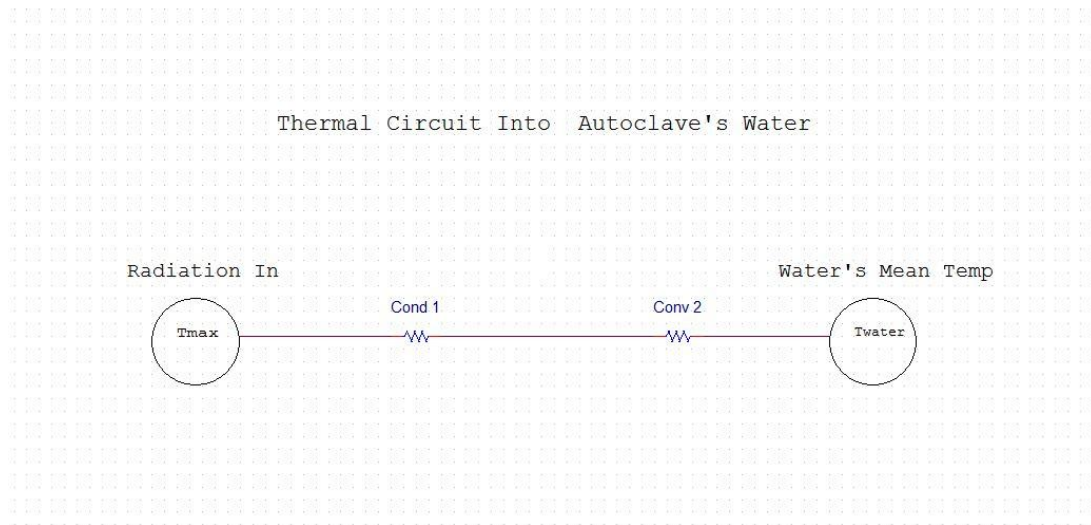 Thermal Circuit Into Autoclave's Water
Radiation In
Water's Mean Temp
Cond 1
Conv 2
Tmax
Twater